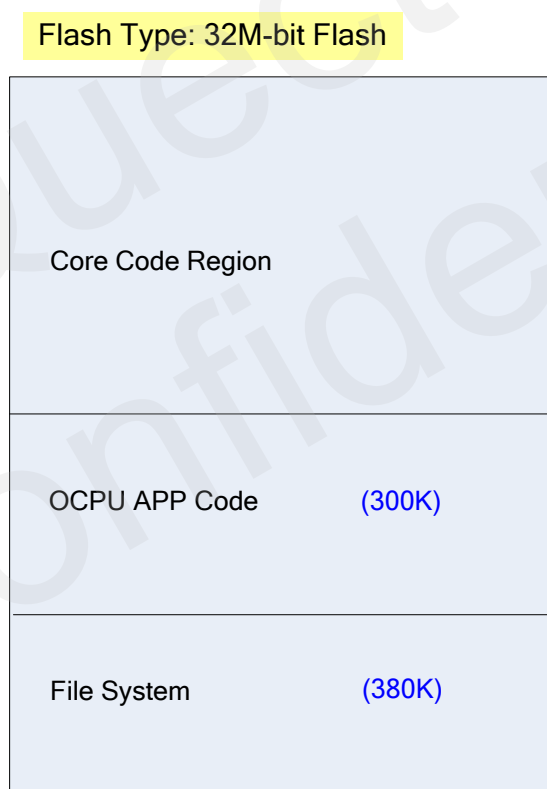 Flash Type: 32M-bit Flash
Core Code Region
OCPU APP Code (300K)
File System (380K)